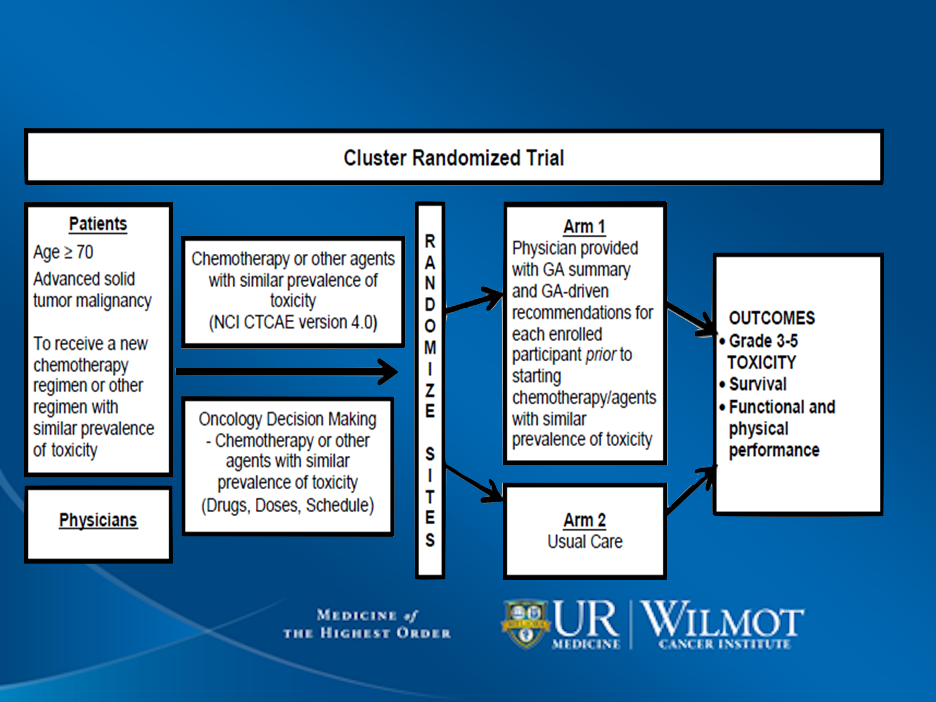 Cluster Randomized Trial
Patients
Age ≥ 70
Advanced solid
tumor malignancy
To receive a new
chemotherapy
regimen or other
regimen with
similar prevalence
of toxicity
Physicians
Chemotherapy or other agents
with similar prevalence of
toxicity
(NCI CTCAE version 4.0)
Oncology Decision Making
- Chemotherapy or other
agents with similar
prevalence of toxicity
(Drugs, Doses, Schedule)
R
A
N
D
O
M
I
Z
E
S
I
T
E
S
Arm 1
Physician provided
with GA summary
and GA-driven
recommendations for
each enrolled
participant prior to
starting
chemotherapy/agents
with similar
prevalence of toxicity
Arm 2
Usual Care
OUTCOMES
• Grade 3-5
TOXICITY
• Survival
• Functional and
physical
performance
MEDICINE of
THE HIGHEST ORDER
UR
MEDICINE
WILMOT
CANCER INSTITUTE